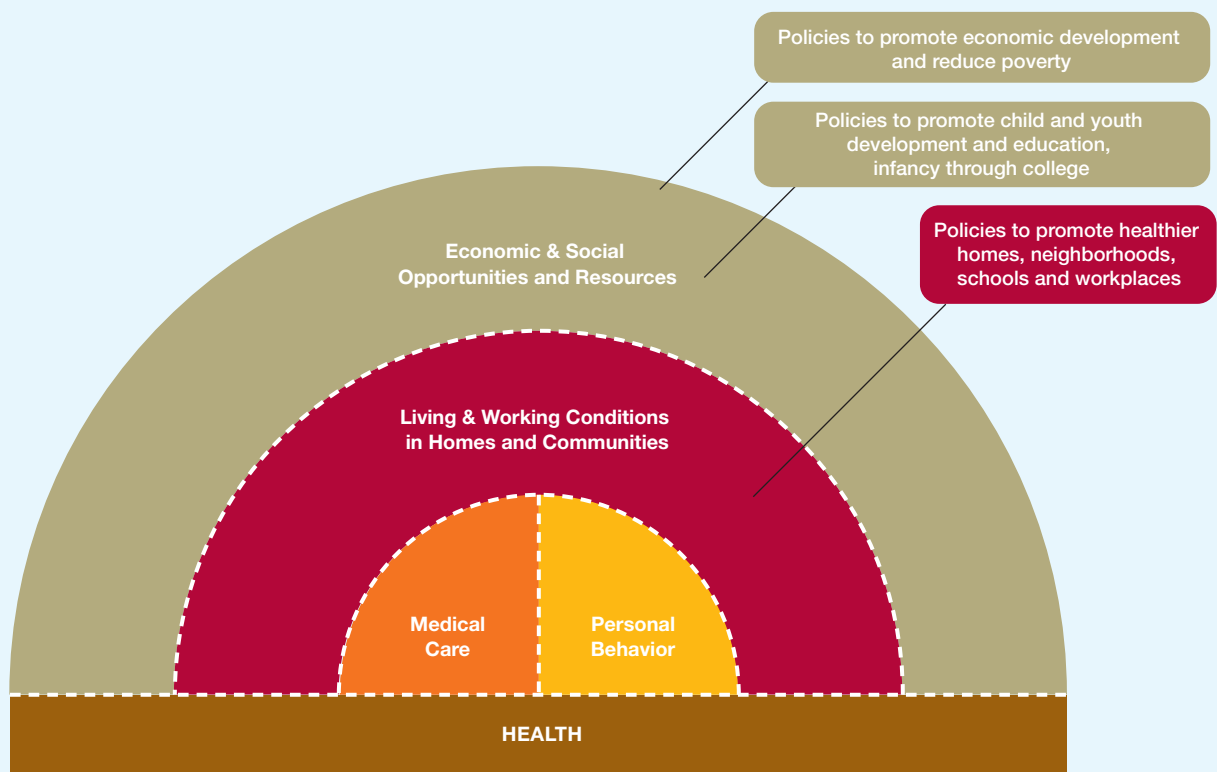 Policies to promote economic development
and reduce poverty
Policies to promote child and youth
development and education,
infancy through college
Policies to promote healthier
homes, neighborhoods,
schools and workplaces
Economic & Social
Opportunities and Resources
Living & Working Conditions
in Homes and Communities
Medical
Care
Personal
Behavior
HEALTH